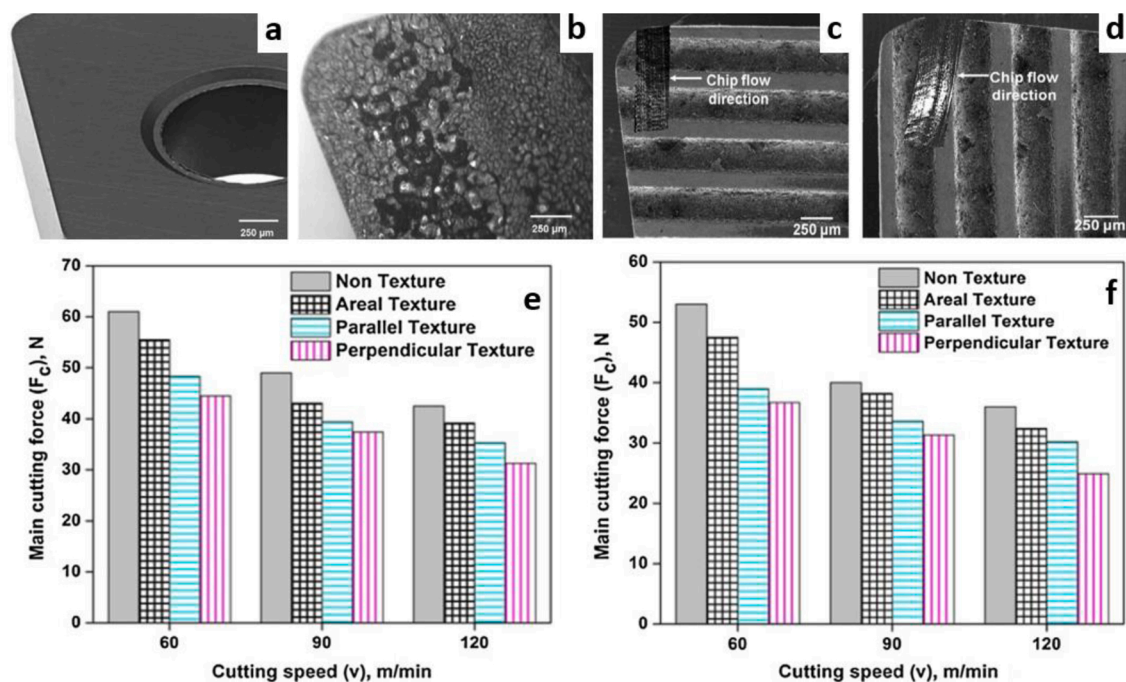 a
250 µm
b
250 µm
c
Chip flow
direction
250 µm
d
Chip flow
direction
250 µm
e
Non Texture
Areal Texture
Parallel Texture
Perpendicular Texture
Main cutting force (Fc), N
70
60
50
40
30
20
10
0
60
90
120
Cutting speed (v), m/min
f
Non Texture
Areal Texture
Parallel Texture
Perpendicular Texture
Main cutting force (Fc), N
60
50
40
30
20
10
0
60
90
120
Cutting speed (v), m/min